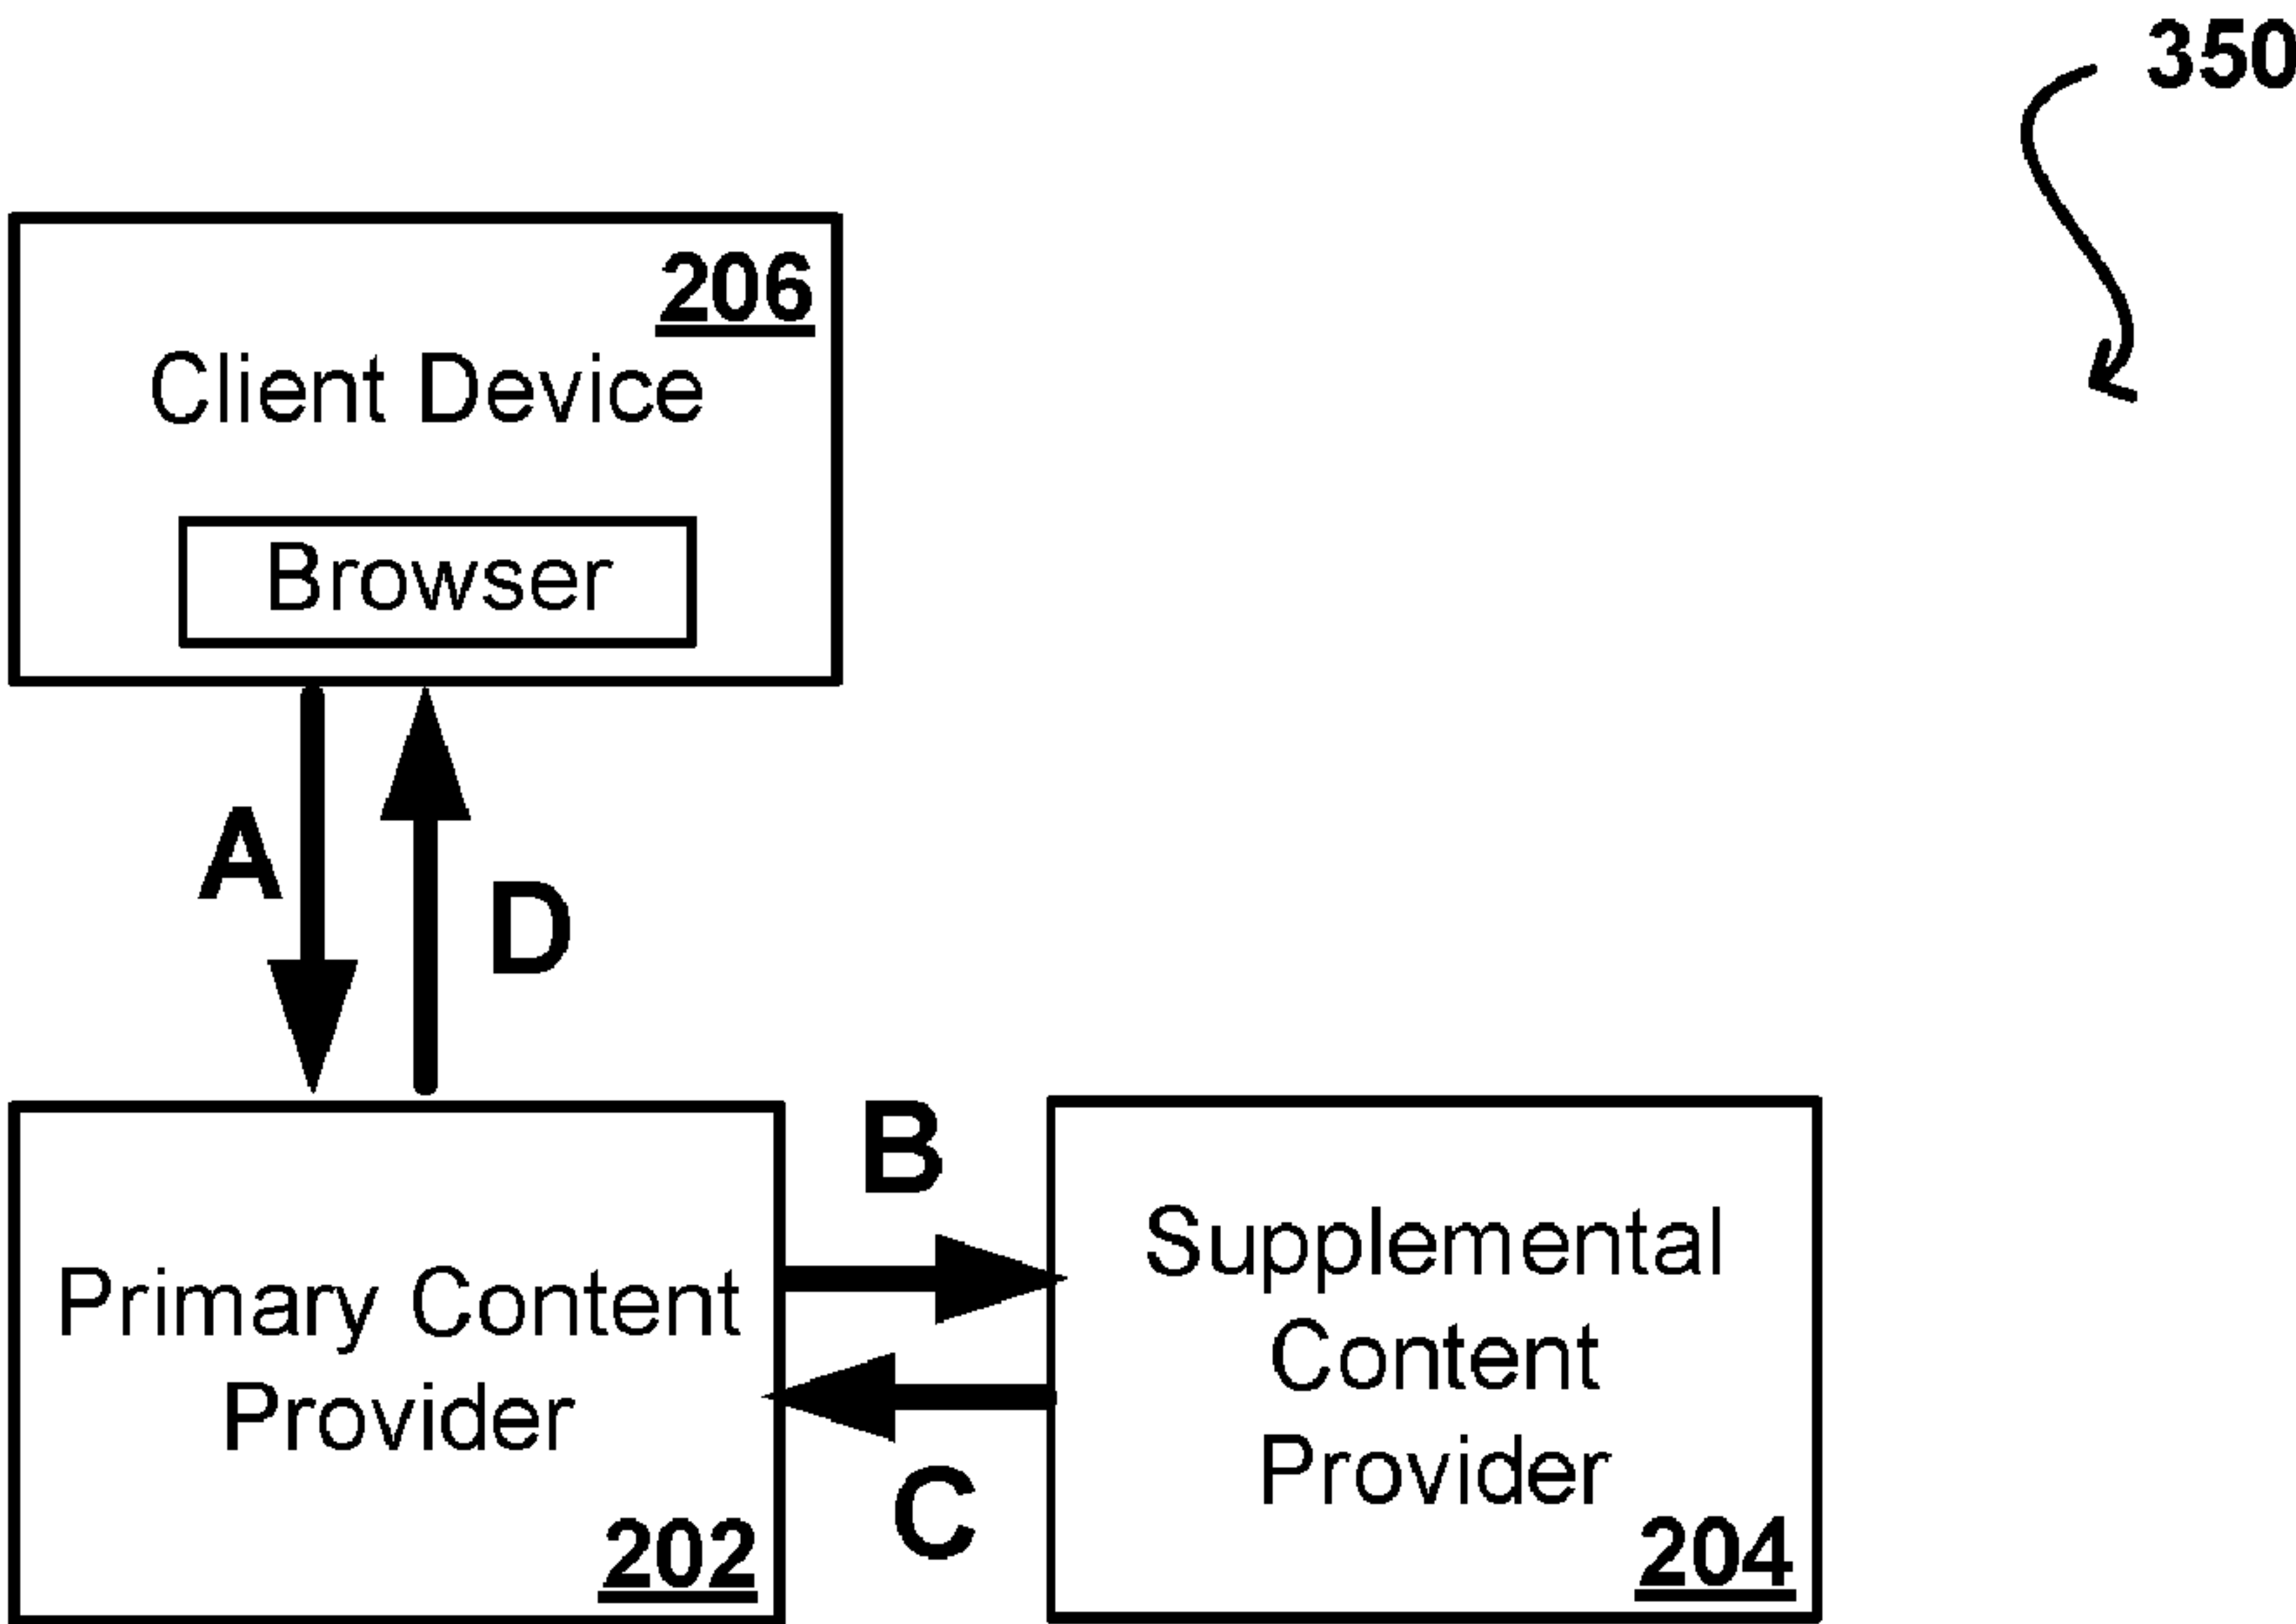 350
206
Client Device
Browser
A
D
B
Primary Content
Provider
202
C
Supplemental
Content
Provider
204